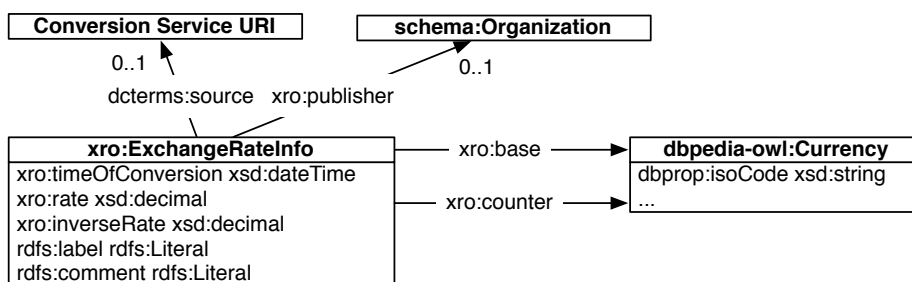 Conversion Service URI
schema:Organization
0..1
0..1
dcterms:source
xro:publisher
xro:ExchangeRateInfo
xro:timeOfConversion xsd:dateTime
xro:rate xsd:decimal
xro:inverseRate xsd:decimal
rdfs:label rdfs:Literal
rdfs:comment rdfs:Literal
xro:base
xro:counter
dbpedia-owl:Currency
dbprop:isoCode xsd:string
...